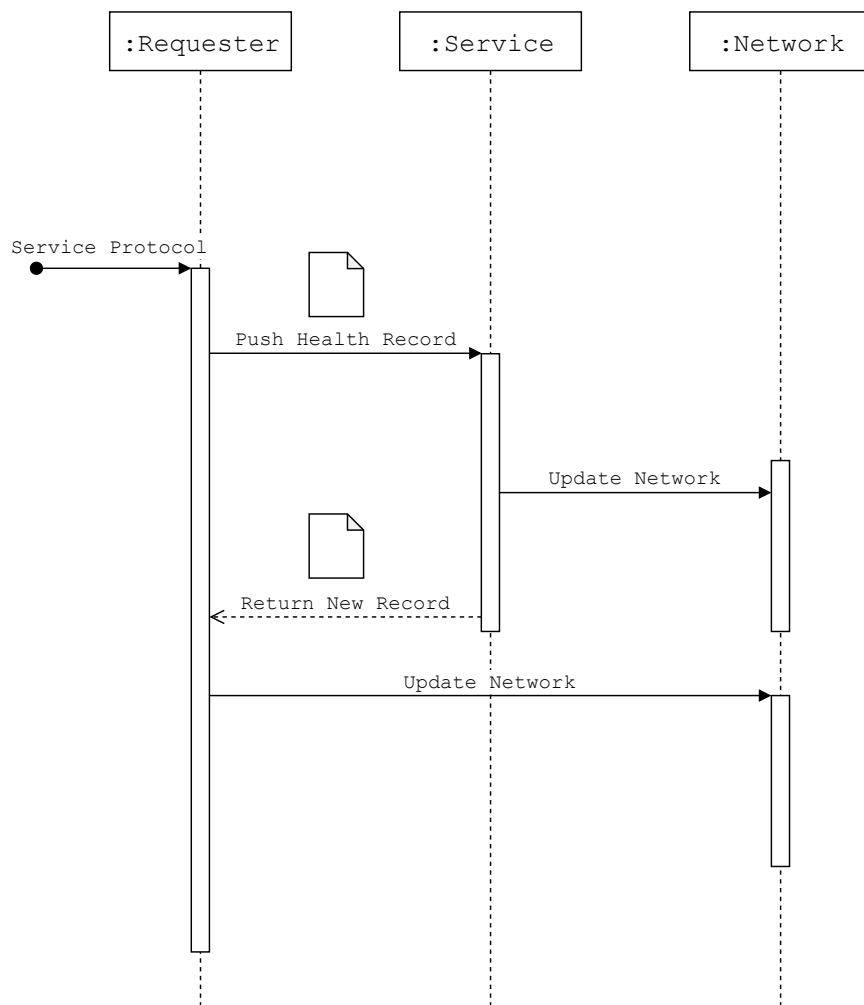 :Requester
:Service
:Network
Service Protocol
Push Health Record
Update Network
Return New Record
Update Network